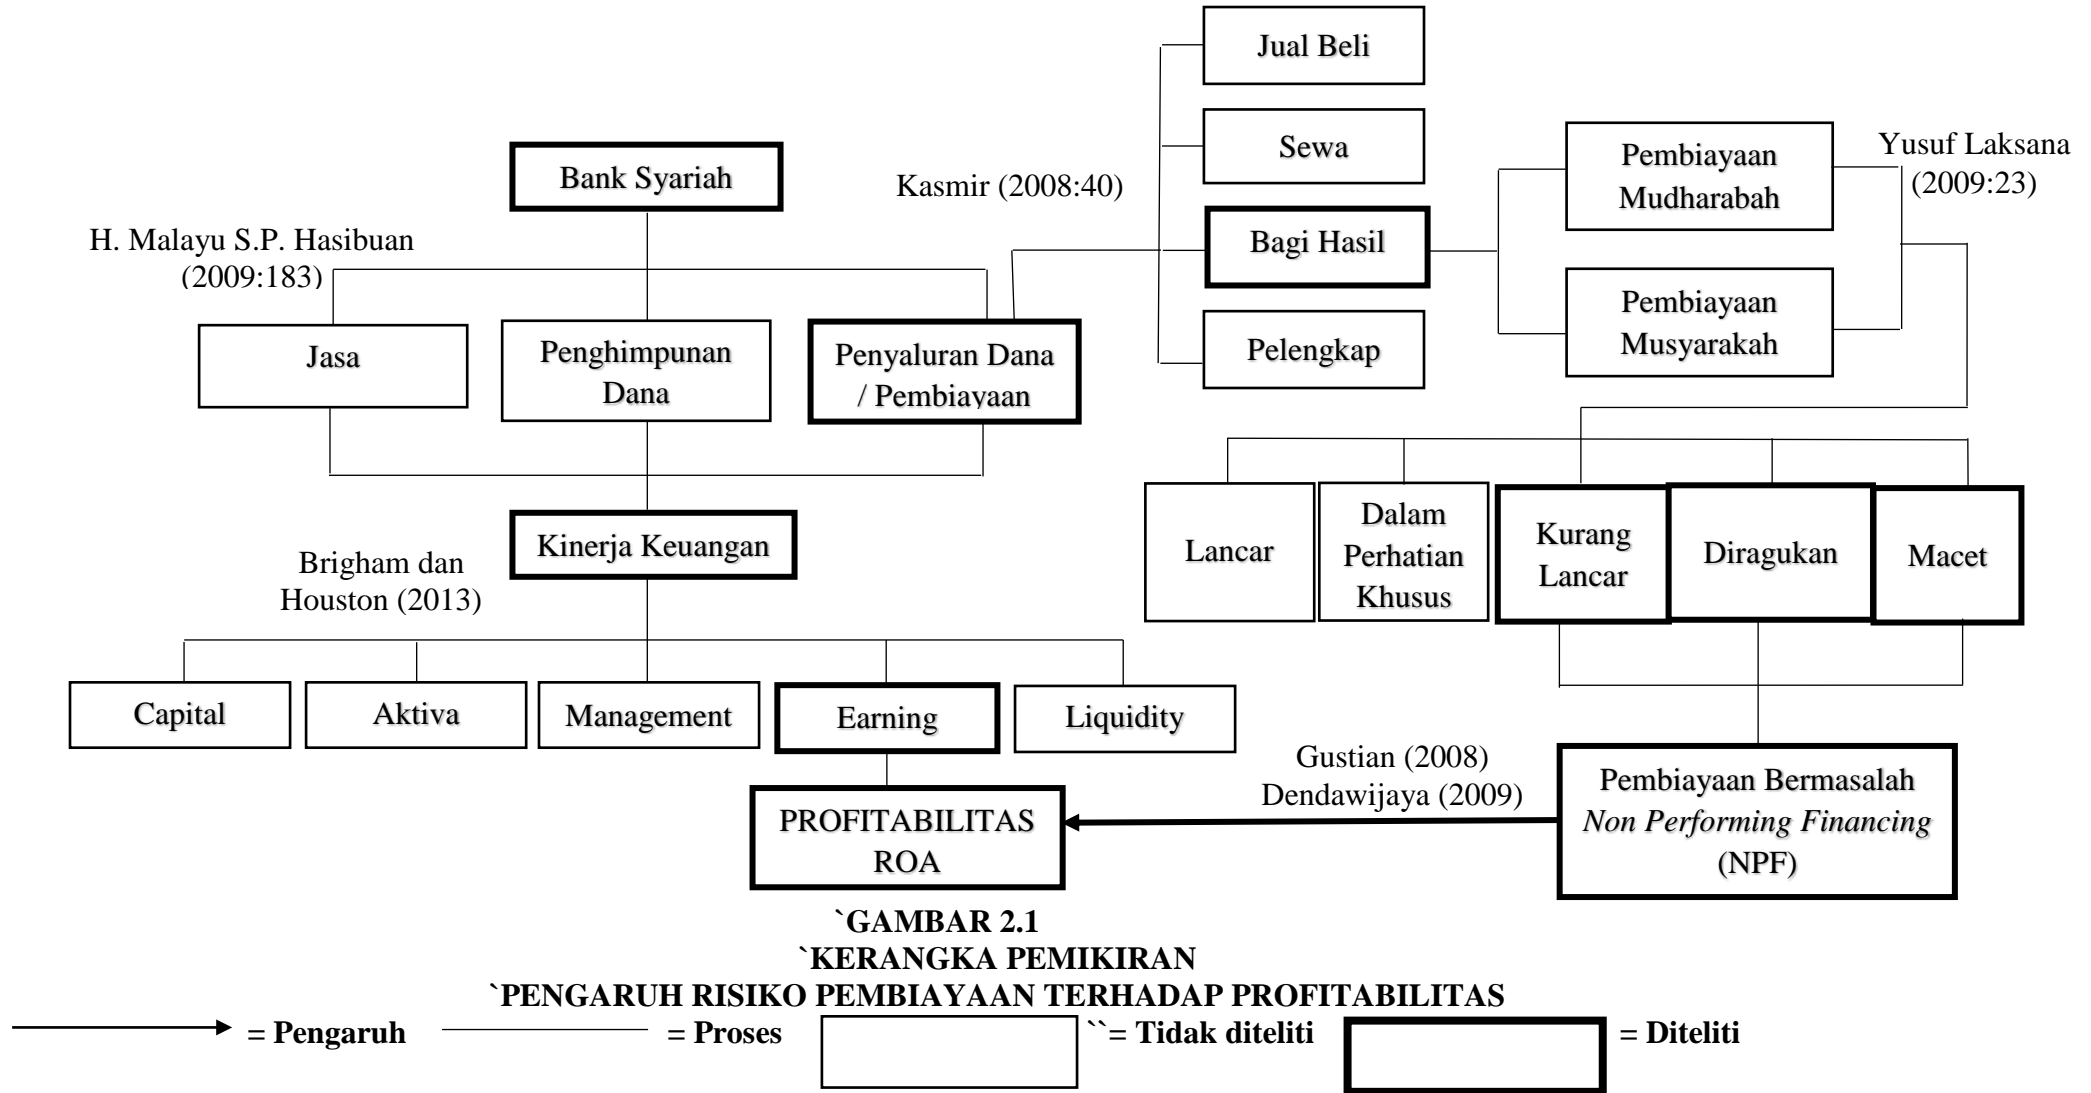 Jual Beli
Sewa
Bank Syariah
Kasmir (2008:40)
Pembiayaan
Mudharabah
Yusuf Laksana
(2009:23)
H. Malayu S.P. Hasibuan
(2009:183)
Bagi Hasil
Pembiayaan
Musyarakah
Jasa
Penghimpunan
Dana
Penyaluran Dana
/ Pembiayaan
Pelengkap
Kinerja Keuangan
Brigham dan
Houston (2013)
Lancar
Dalam
Perhatian
Khusus
Kurang
Lancar
Diragukan
Macet
Capital
Aktiva
Management
Earning
Liquidity
Gustian (2008)
Dendawijaya (2009)
PROFITABILITAS
ROA
Pembiayaan Bermasalah
Non Performing Financing
(NPF)
`GAMBAR 2.1
`KERANGKA PEMIKIRAN
`PENGARUH RISIKO PEMBIAYAAN TERHADAP PROFITABILITAS
= Pengaruh
= Proses
``= Tidak diteliti
= Diteliti